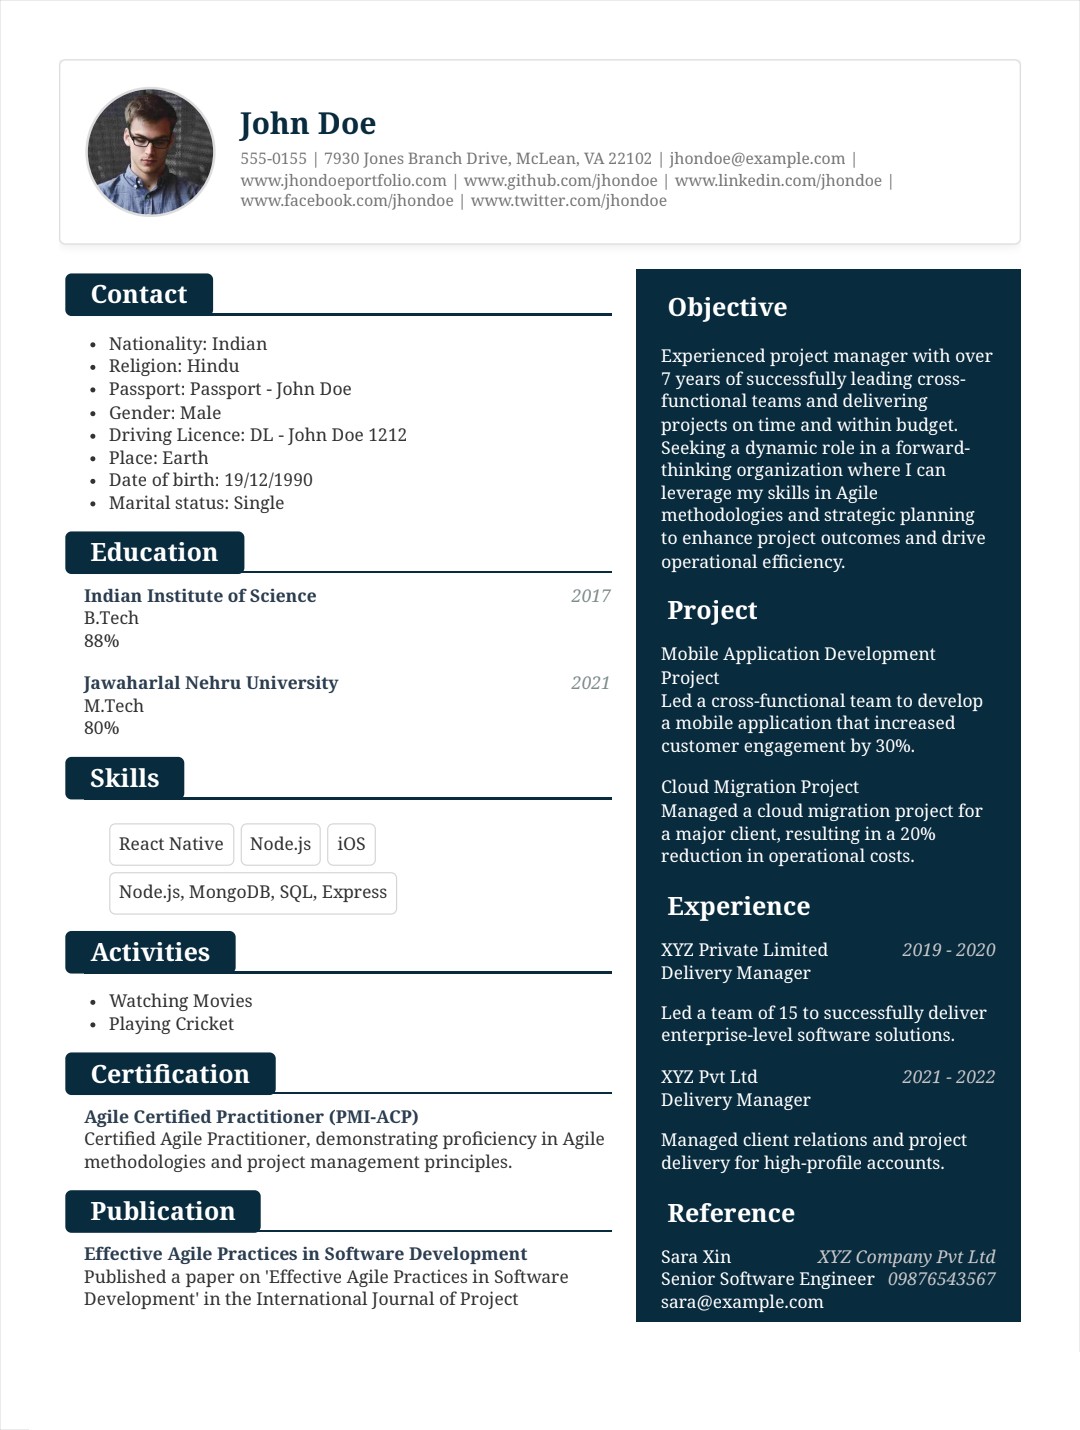 John Doe
555-0155 | 7930 Jones Branch Drive, McLean, VA 22102 | jhondoe@example.com |
www.jhondoeportfolio.com | www.github.com/jhondoe | www.linkedin.com/jhondoe |
www.facebook.com/jhondoe | www.twitter.com/jhondoe
Contact
• Nationality: Indian
• Religion: Hindu
• Passport: Passport - John Doe
• Gender: Male
• Driving Licence: DL - John Doe 1212
• Place: Earth
• Date of birth: 19/12/1990
• Marital status: Single
Education
Indian Institute of Science 2017
B.Tech
88%
Jawaharlal Nehru University 2021
M.Tech
80%
Skills
React Native Node.js iOS
Node.js, MongoDB, SQL, Express
Activities
• Watching Movies
• Playing Cricket
Certification
Agile Certified Practitioner (PMI-ACP)
Certified Agile Practitioner, demonstrating proficiency in Agile
methodologies and project management principles.
Publication
Effective Agile Practices in Software Development
Published a paper on 'Effective Agile Practices in Software
Development' in the International Journal of Project
Objective
Experienced project manager with over
7 years of successfully leading cross-
functional teams and delivering
projects on time and within budget.
Seeking a dynamic role in a forward-
thinking organization where I can
leverage my skills in Agile
methodologies and strategic planning
to enhance project outcomes and drive
operational efficiency.
Project
Mobile Application Development
Project
Led a cross-functional team to develop
a mobile application that increased
customer engagement by 30%.
Cloud Migration Project
Managed a cloud migration project for
a major client, resulting in a 20%
reduction in operational costs.
Experience
XYZ Private Limited 2019 - 2020
Delivery Manager
Led a team of 15 to successfully deliver
enterprise-level software solutions.
XYZ Pvt Ltd 2021 - 2022
Delivery Manager
Managed client relations and project
delivery for high-profile accounts.
Reference
Sara Xin XYZ Company Pvt Ltd
Senior Software Engineer 09876543567
sara@example.com